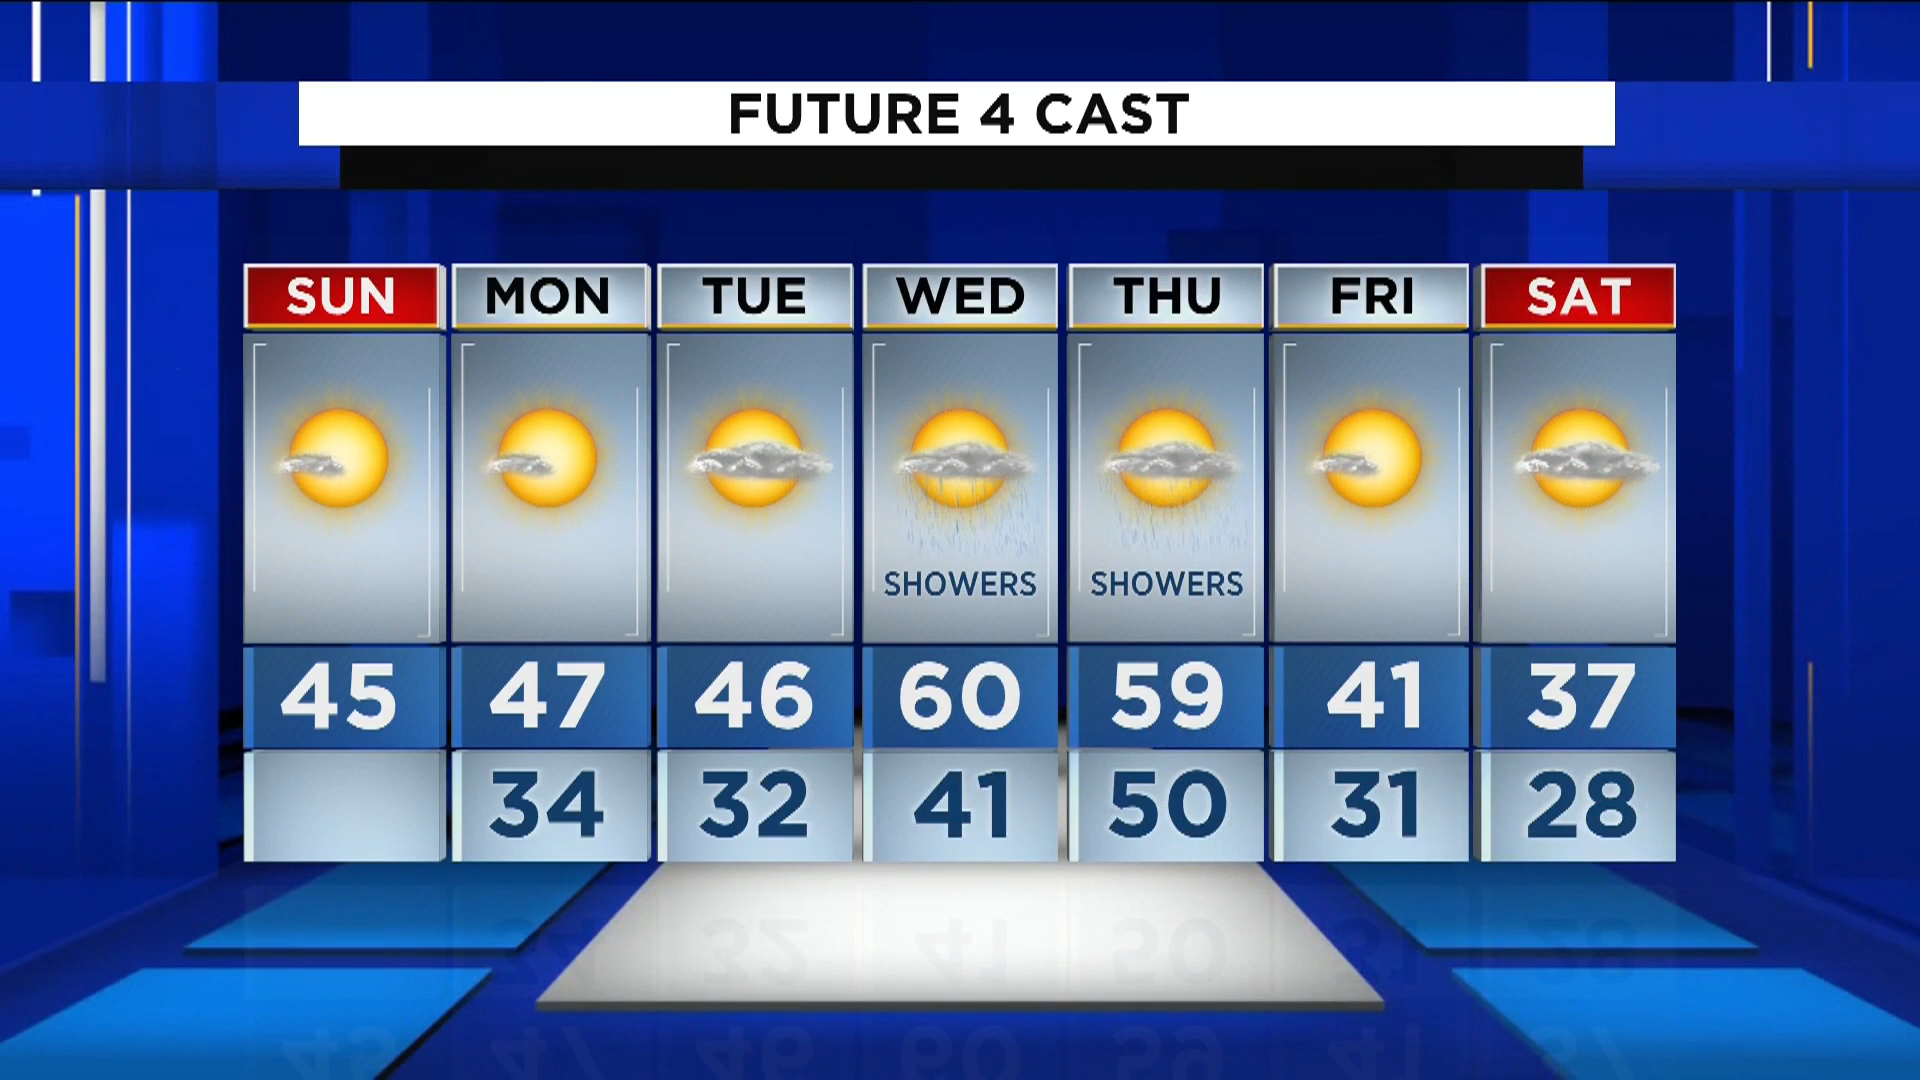 FUTURE 4 CAST
SUN MON TUE WED THU FRI SAT
SHOWERS SHOWERS
45 47 46 60 59 41 37
34 32 41 50 31 28